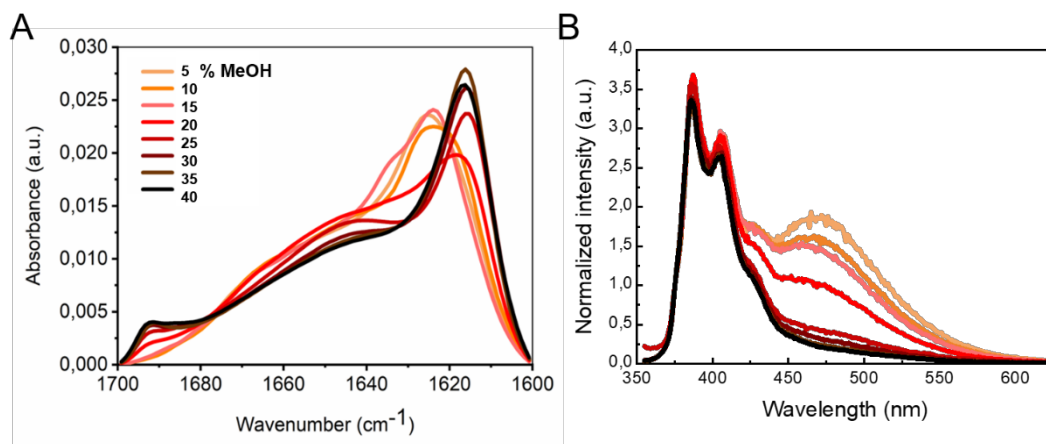 A
0,030
0,025
0,020
0,015
0,010
0,005
0,000
Absorbance (a.u.)
5 % MeOH
10
15
20
25
30
35
40
1700 1680 1660 1640 1620 1600
Wavenumber (cm-1)
B
4,0
3,5
3,0
2,5
2,0
1,5
1,0
0,5
0,0
Normalized intensity (a.u.)
350 400 450 500 550 600
Wavelength (nm)